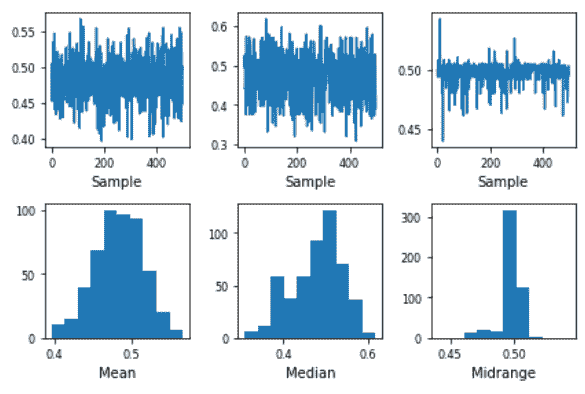 0.55 0.50 0.45 0.40
0 200 400
Sample
0.6 0.5 0.4 0.3
0 200 400
Sample
0.50 0.45
0 200 400
Sample
100 50 0
0.4 0.5
Mean
100 50 0
0.4 0.6
Median
300 200 100 0
0.45 0.50
Midrange